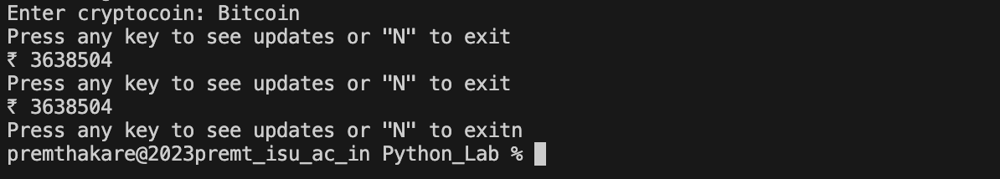 Enter cryptocoin: Bitcoin
Press any key to see updates or "N" to exit
₹ 3638504
Press any key to see updates or "N" to exit
₹ 3638504
Press any key to see updates or "N" to exitn
premthakare@2023premt_isu_ac_in Python_Lab %